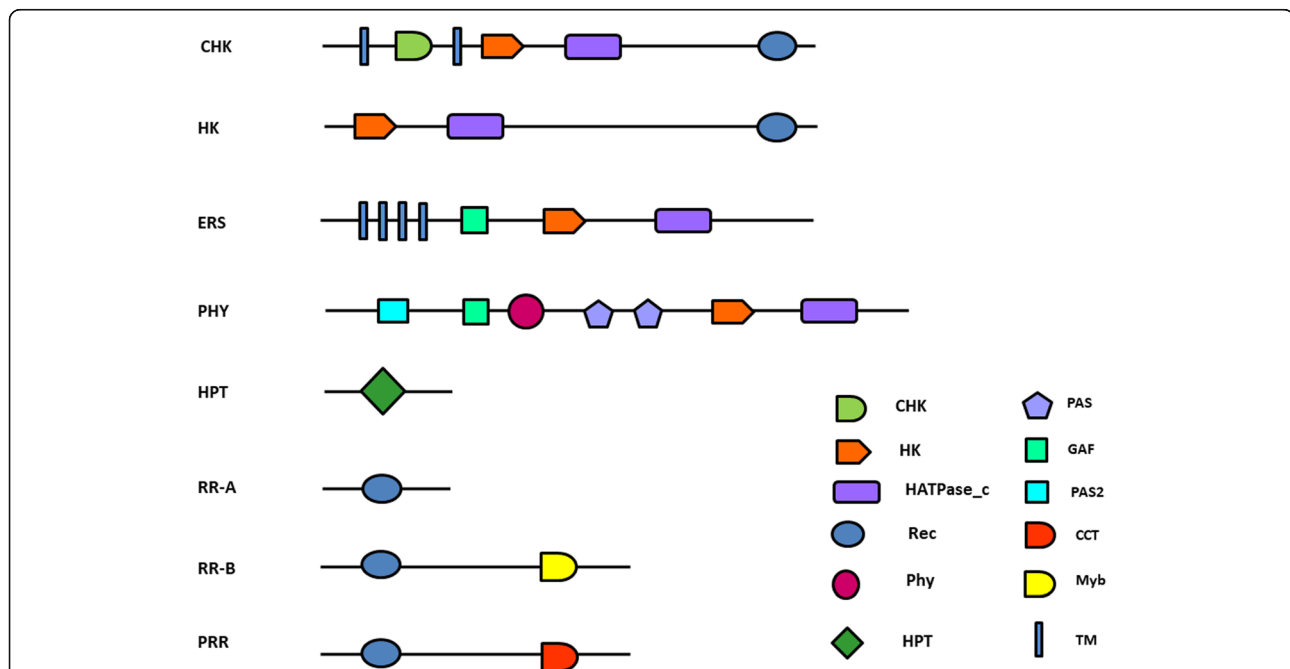 CHK
HK
ERS
PHY
HPT
RR-A
RR-B
PRR
CHK
HK
HATPase_c
Rec
Phy
HPT
PAS
GAF
PAS2
CCT
Myb
TM